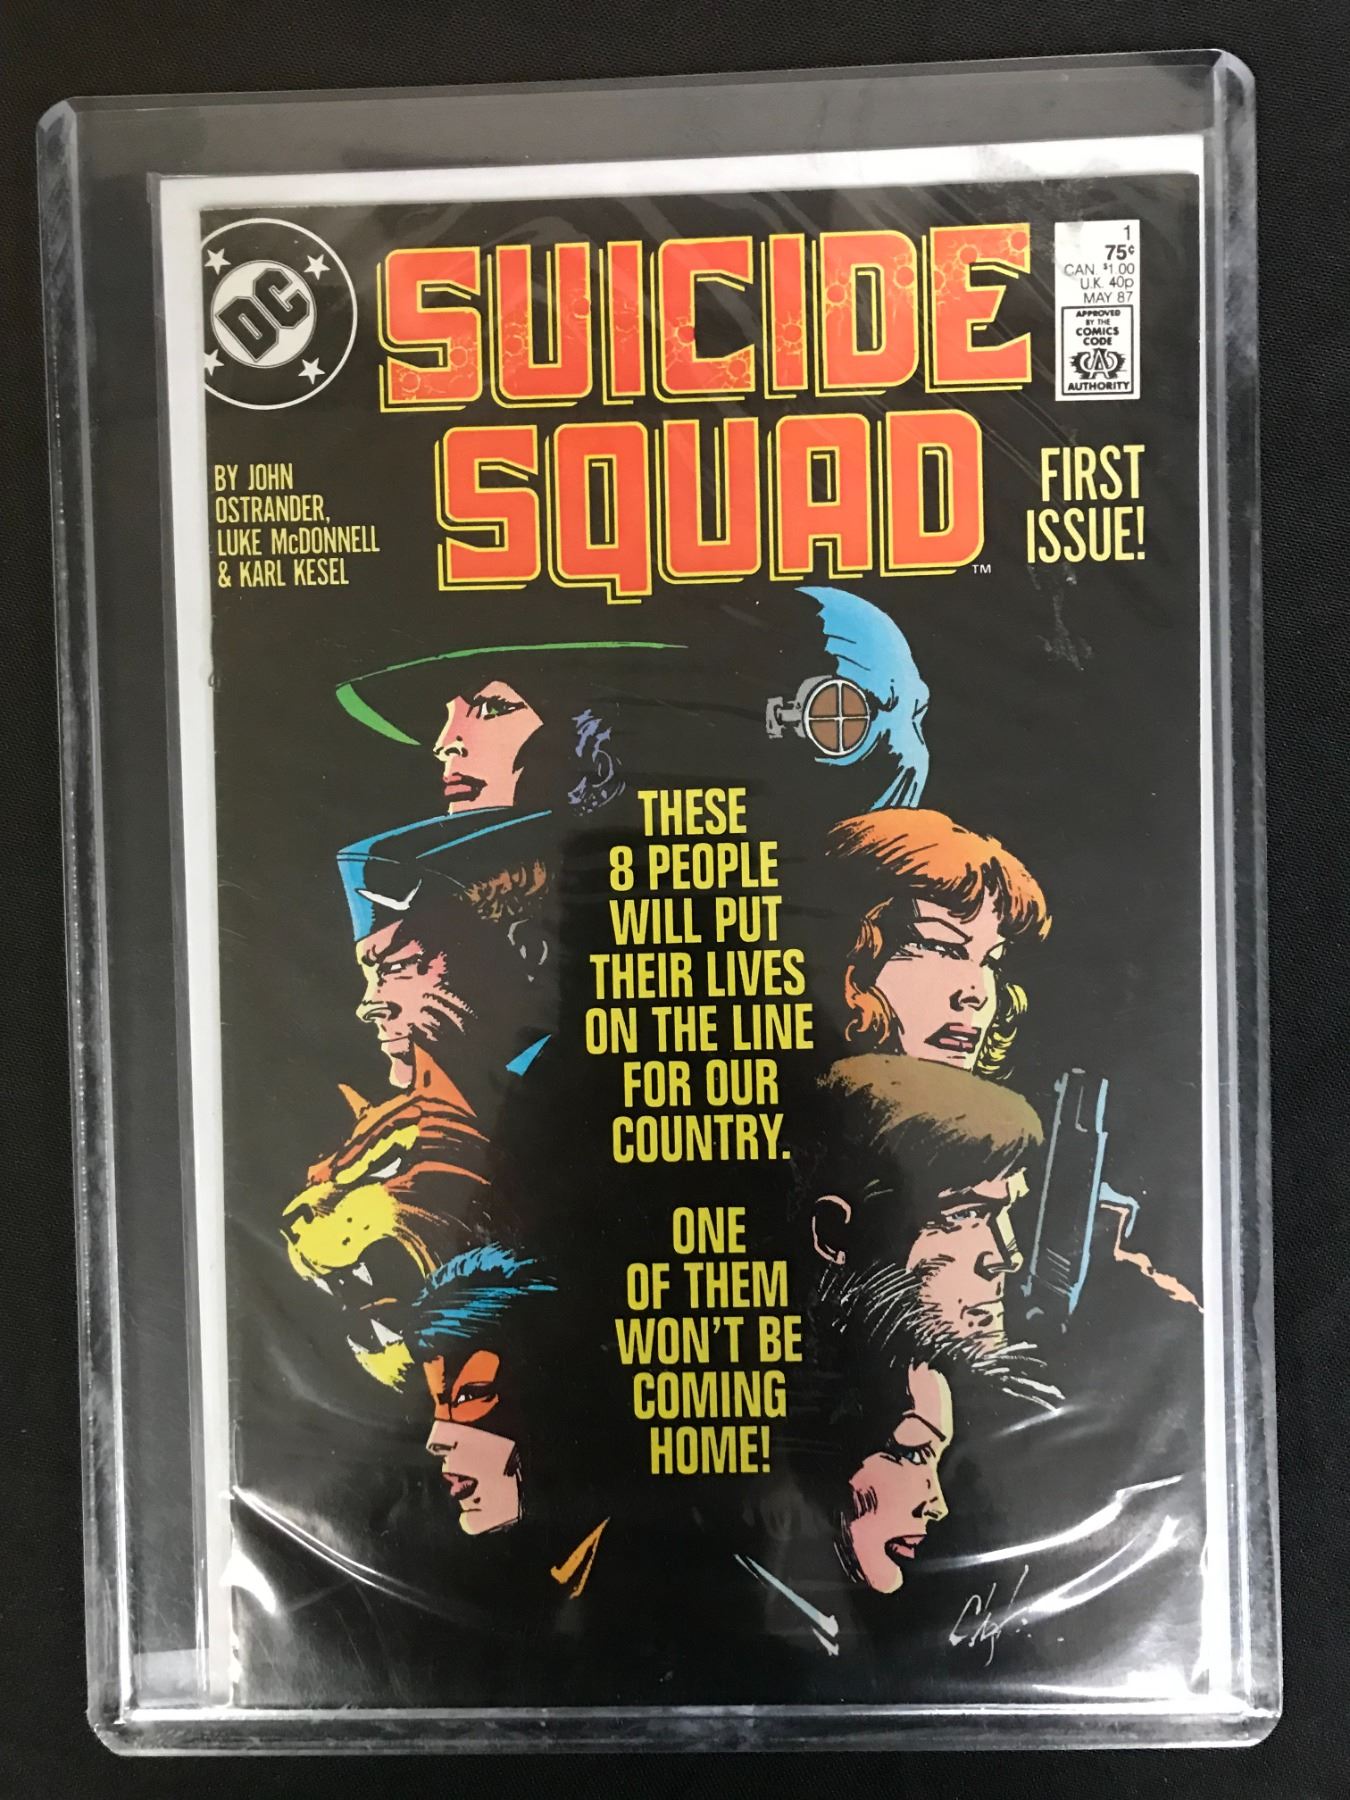 DC
SUICIDE
SQUAD
TM
1
75¢
CAN. $1.00
U.K. 40p
MAY 87
APPROVED
BY THE
COMICS
CODE
CA
AUTHORITY
BY JOHN
OSTRANDER,
LUKE McDONNELL
& KARL KESEL
FIRST
ISSUE!
THESE
8 PEOPLE
WILL PUT
THEIR LIVES
ON THE LINE
FOR OUR
COUNTRY.
ONE
OF THEM
WON'T BE
COMING
HOME!